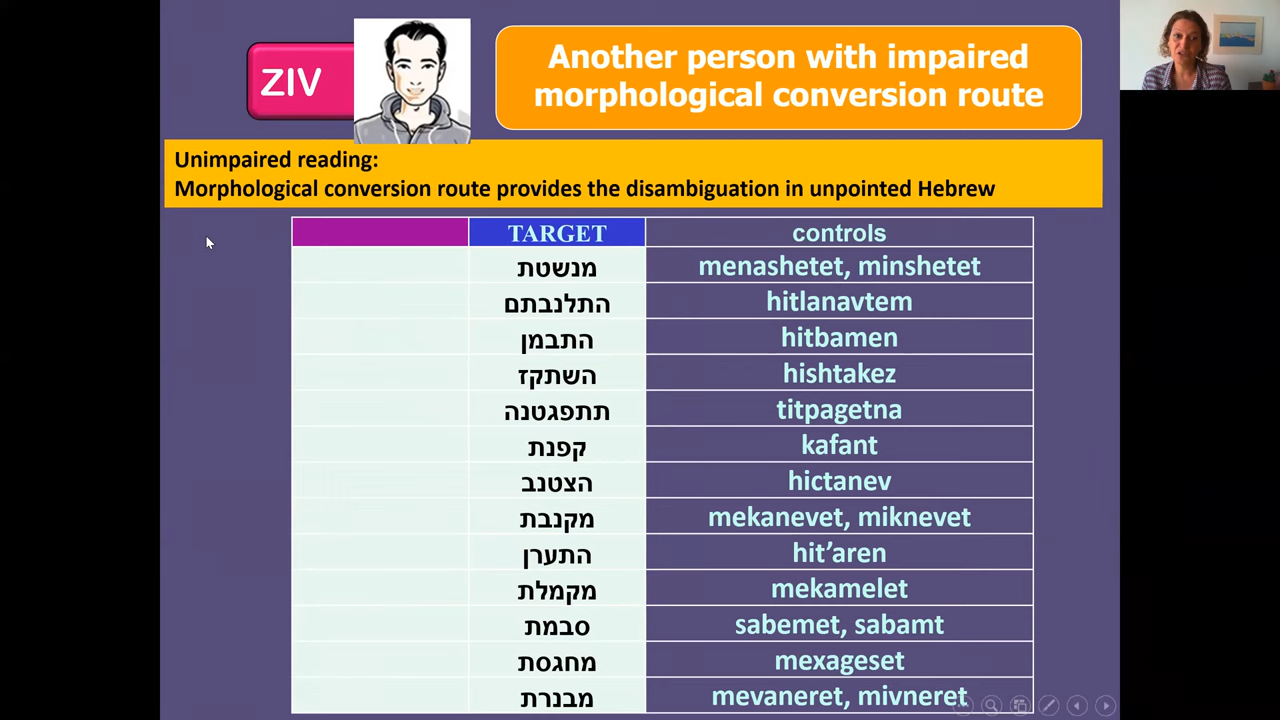 ZIV
Another person with impaired
morphological conversion route
Unimpaired reading:
Morphological conversion route provides the disambiguation in unpointed Hebrew
TARGET controls
מנשטת menashetet, minshetet
התלנבתם hitlanavtem
התבמן hitbamen
השתקז hishtakez
תתפגטנה titpagetna
קפנת kafant
הצטנב hictanev
מקנבת mekanevet, miknevet
התערן hit’aren
מקמלת mekamelet
סבמת sabemet, sabamt
מחגסת mexageset
מבנרת mevaneret, mivneret